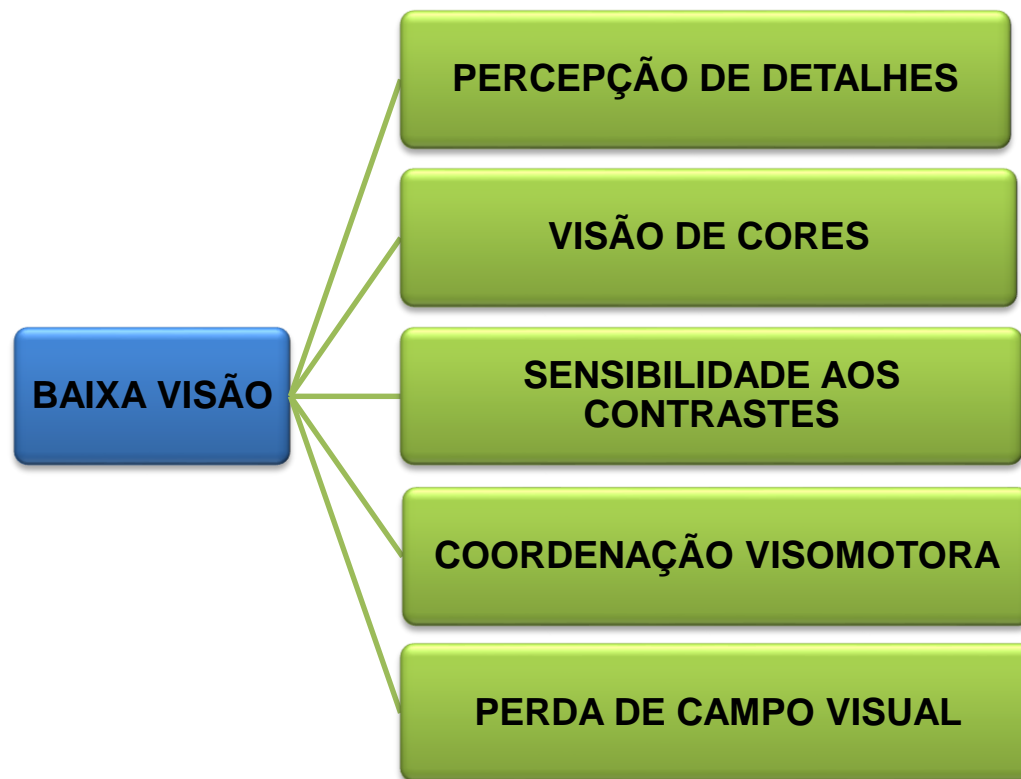 PERCEPÇÃO DE DETALHES
VISÃO DE CORES
BAIXA VISÃO
SENSIBILIDADE AOS
CONTRASTES
COORDENAÇÃO VISOMOTORA
PERDA DE CAMPO VISUAL